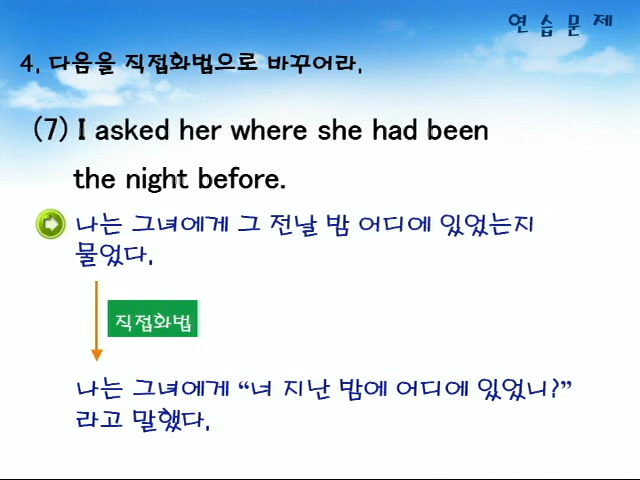 연 습 문 제
4. 다음을 직접화법으로 바꾸어라.
(7) I asked her where she had been
the night before.
나는 그녀에게 그 전날 밤 어디에 있었는지
물었다.
직접화법
나는 그녀에게 “너 지난 밤에 어디에 있었니?”
라고 말했다.